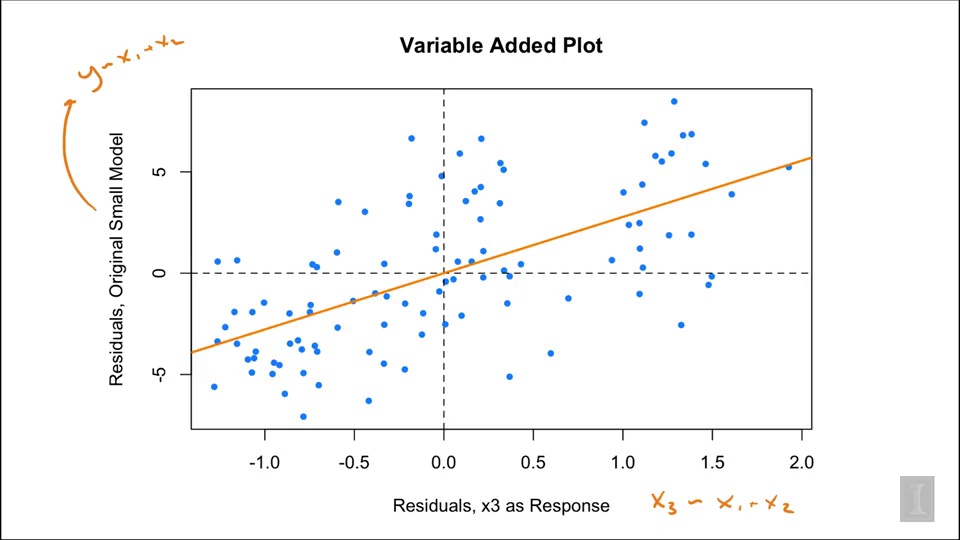 Variable Added Plot
y ~ x1 + x2
Residuals, Original Small Model
5
0
-5
-1.0 -0.5 0.0 0.5 1.0 1.5 2.0
Residuals, x3 as Response
x3 ~ x1 + x2
I